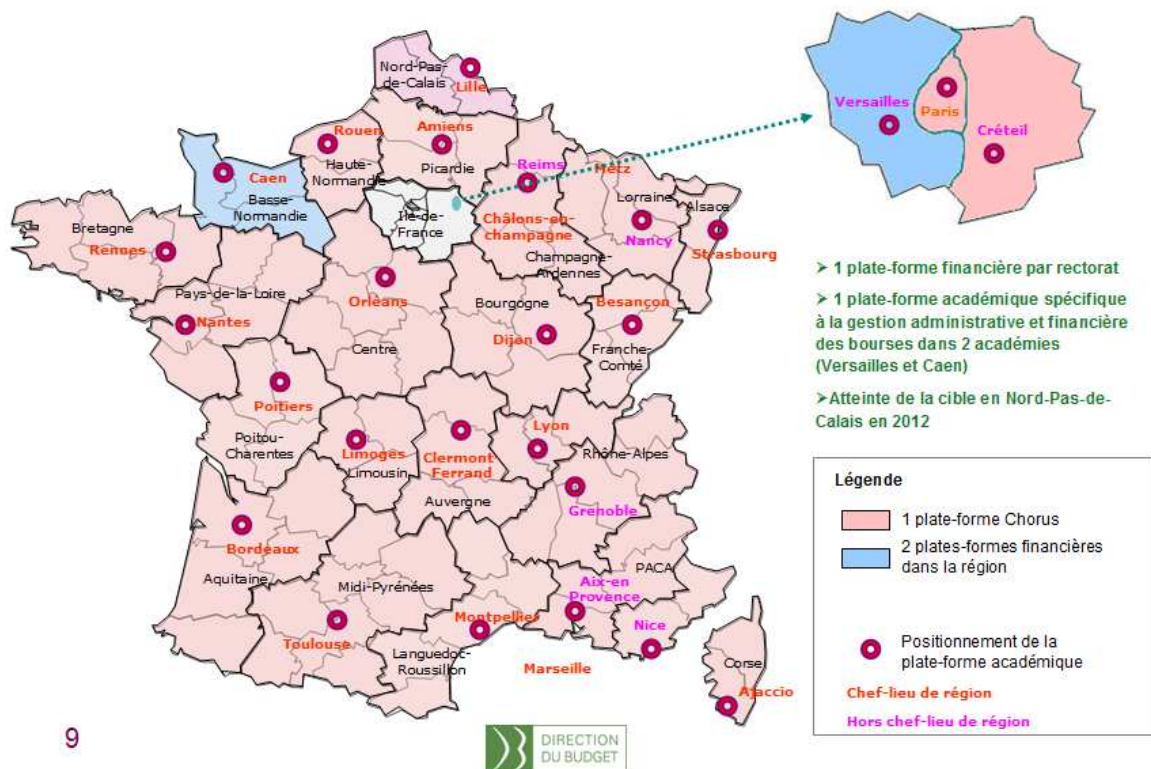 Nord-Pas-
de-Calais
Lille
Rouen
Amiens
Haute-
Normandie
Picardie
Reims
Metz
Caen
Basse-
Normandie
Ile-de-
France
Châlons-en-
champagne
Lorraine
Nancy
Alsace
Strasbourg
Champagne-
Ardennes
Bretagne
Rennes
Pays-de-la-Loire
Nantes
Orléans
Centre
Bourgogne
Dijon
Besançon
Franche-
Comté
Poitiers
Poitou-
Charentes
Limoges
Limousin
Clermont
Ferrand
Auvergne
Lyon
Rhône-Alpes
Grenoble
Bordeaux
Aquitaine
Midi-Pyrénées
Toulouse
Montpellier
Languedoc-
Roussillon
Aix-en
Provence
PACA
Nice
Marseille
Corse
Ajaccio
Versailles
Paris
Créteil
➢ 1 plate-forme financière par rectorat
➢ 1 plate-forme académique spécifique
à la gestion administrative et financière
des bourses dans 2 académies
(Versailles et Caen)
➢Atteinte de la cible en Nord-Pas-de-
Calais en 2012
Légende
1 plate-forme Chorus
2 plates-formes financières
dans la région
Positionnement de la
plate-forme académique
Chef-lieu de région
Hors chef-lieu de région
9
DIRECTION
DU BUDGET